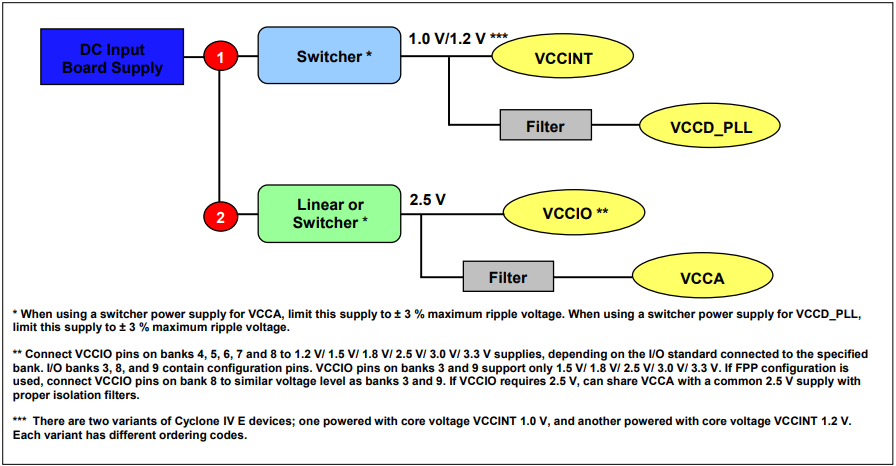 DC Input
Board Supply
1
Switcher *
1.0 V/1.2 V ***
VCCINT
Filter
VCCD_PLL
2
Linear or
Switcher *
2.5 V
VCCIO **
Filter
VCCA
* When using a switcher power supply for VCCA, limit this supply to ± 3 % maximum ripple voltage. When using a switcher power supply for VCCD_PLL,
limit this supply to ± 3 % maximum ripple voltage.
** Connect VCCIO pins on banks 4, 5, 6, 7 and 8 to 1.2 V/ 1.5 V/ 1.8 V/ 2.5 V/ 3.0 V/ 3.3 V supplies, depending on the I/O standard connected to the specified
bank. I/O banks 3, 8, and 9 contain configuration pins. VCCIO pins on banks 3 and 9 support only 1.5 V/ 1.8 V/ 2.5 V/ 3.0 V/ 3.3 V. If FPP configuration is
used, connect VCCIO pins on bank 8 to similar voltage level as banks 3 and 9. If VCCIO requires 2.5 V, can share VCCA with a common 2.5 V supply with
proper isolation filters.
*** There are two variants of Cyclone IV E devices; one powered with core voltage VCCINT 1.0 V, and another powered with core voltage VCCINT 1.2 V.
Each variant has different ordering codes.